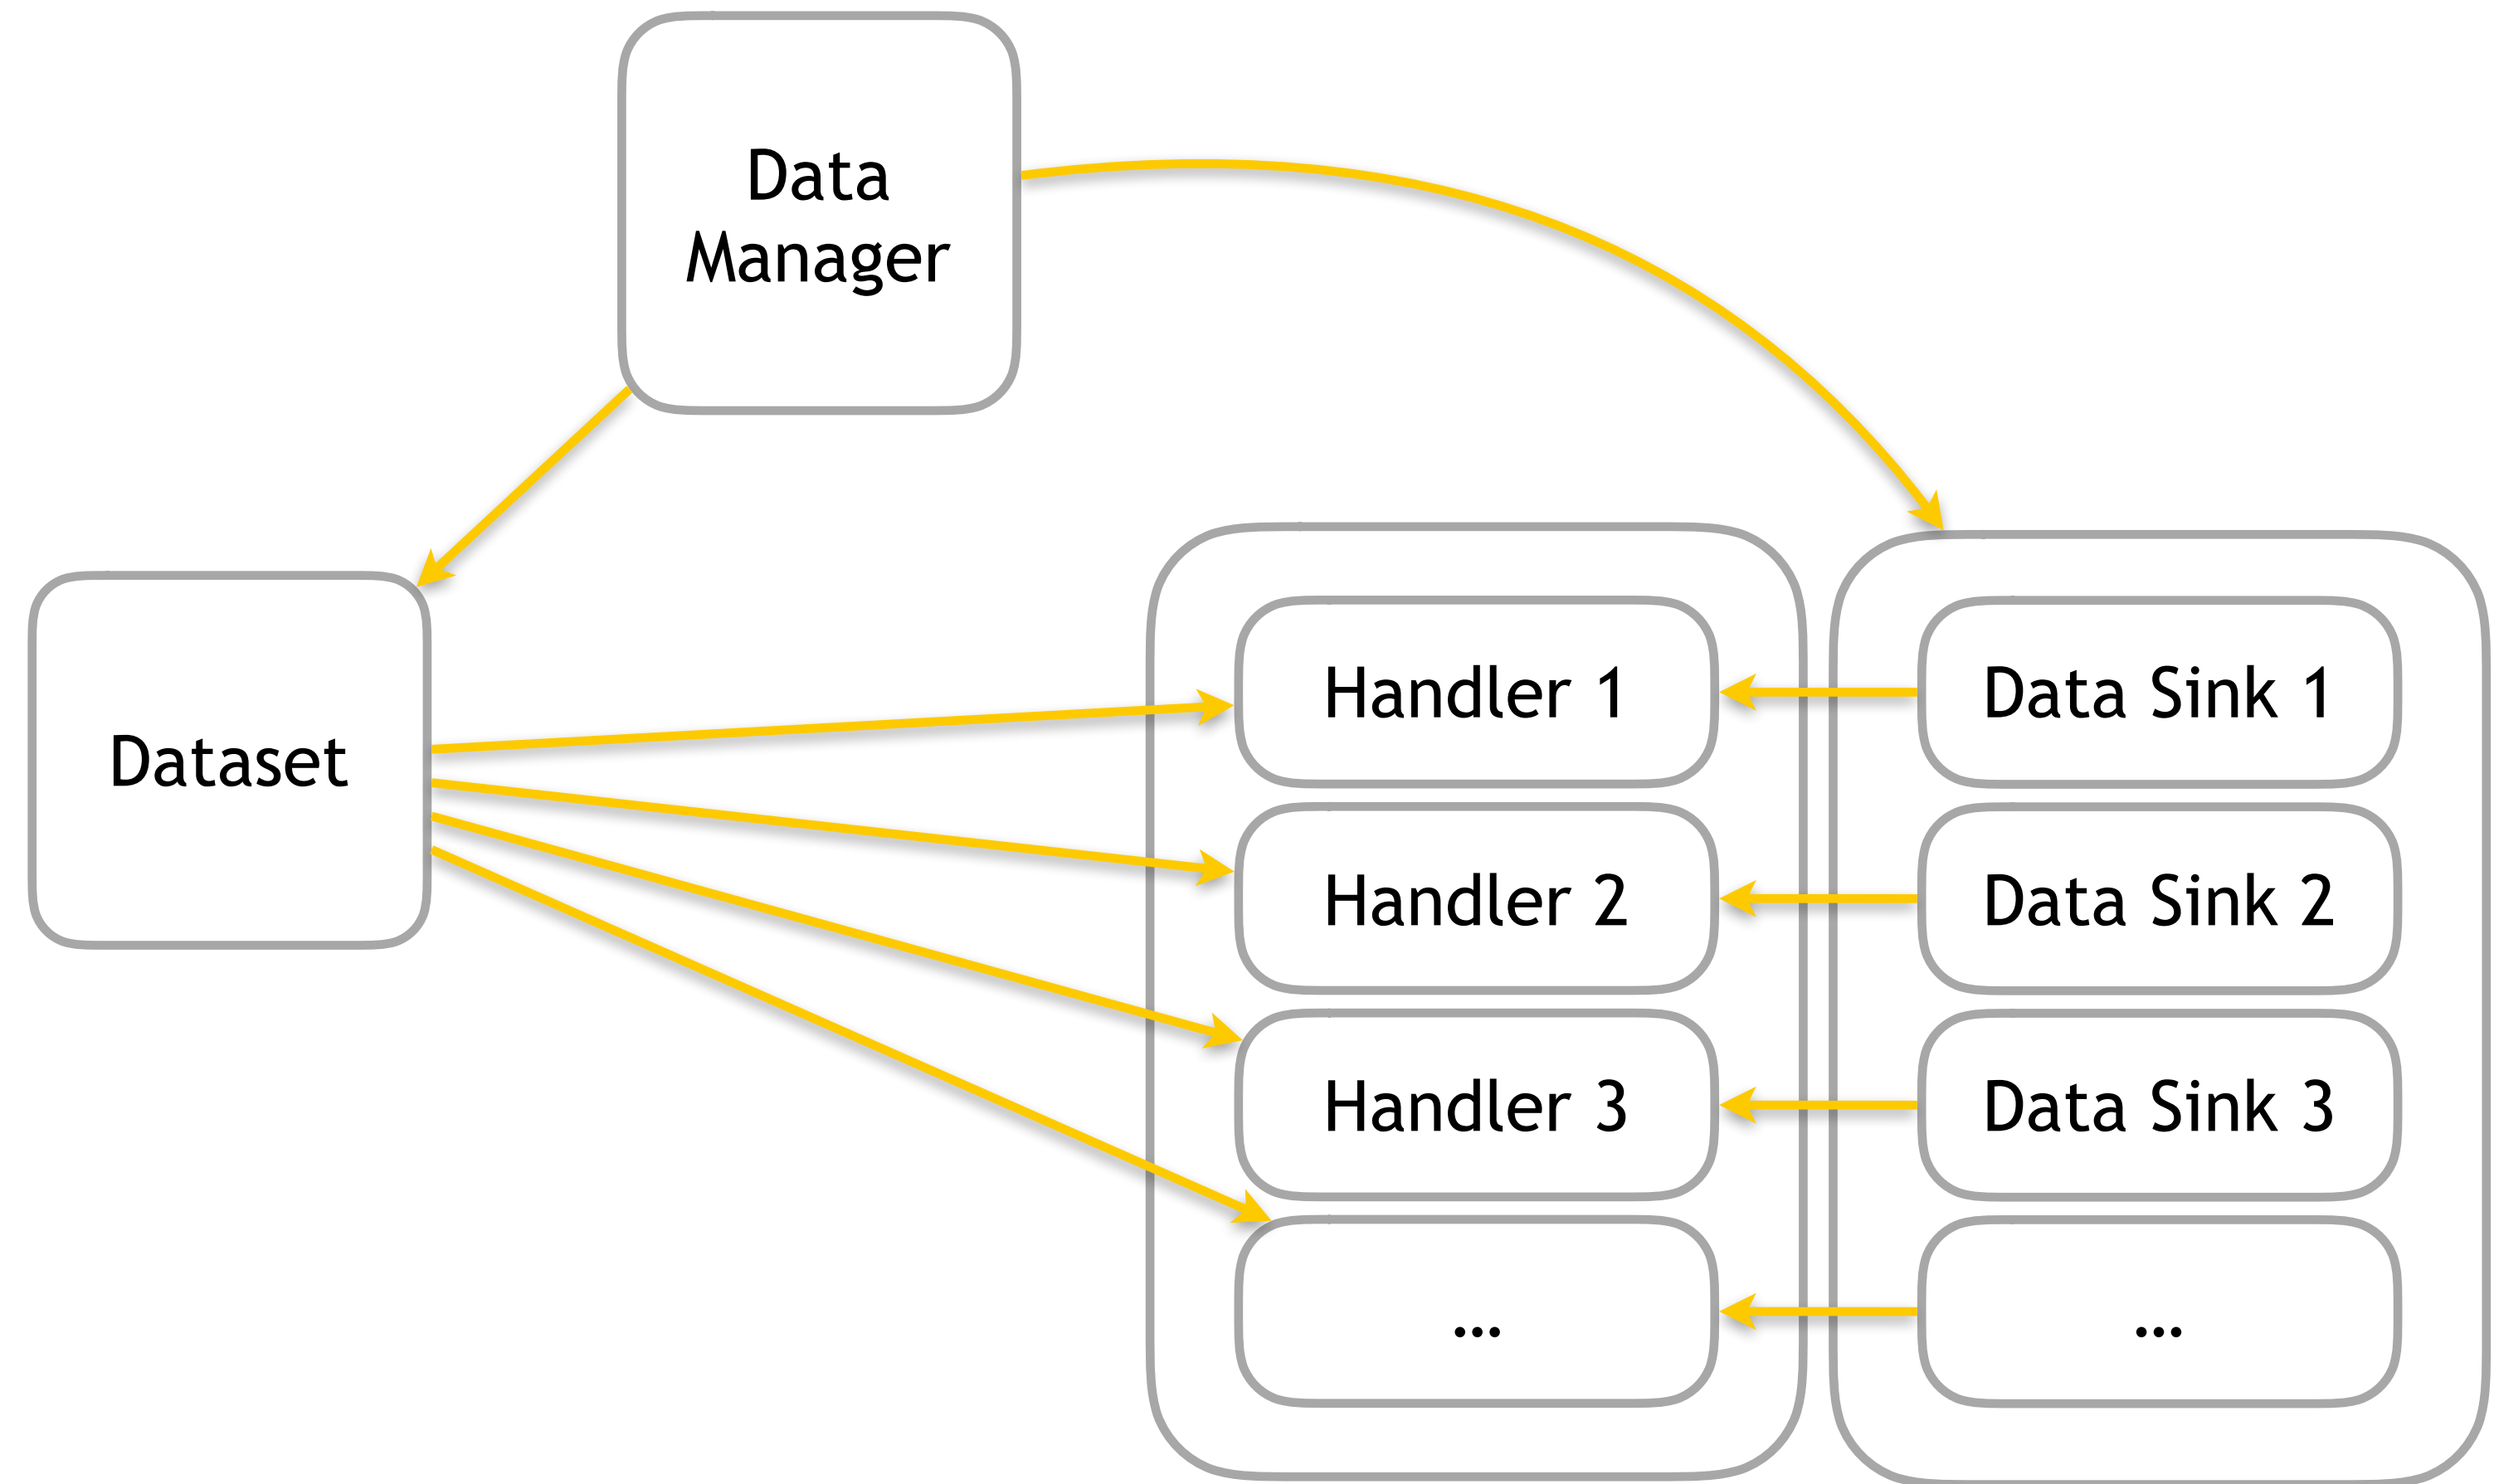 Data
Manager
Dataset
Handler 1
Handler 2
Handler 3
...
Data Sink 1
Data Sink 2
Data Sink 3
...